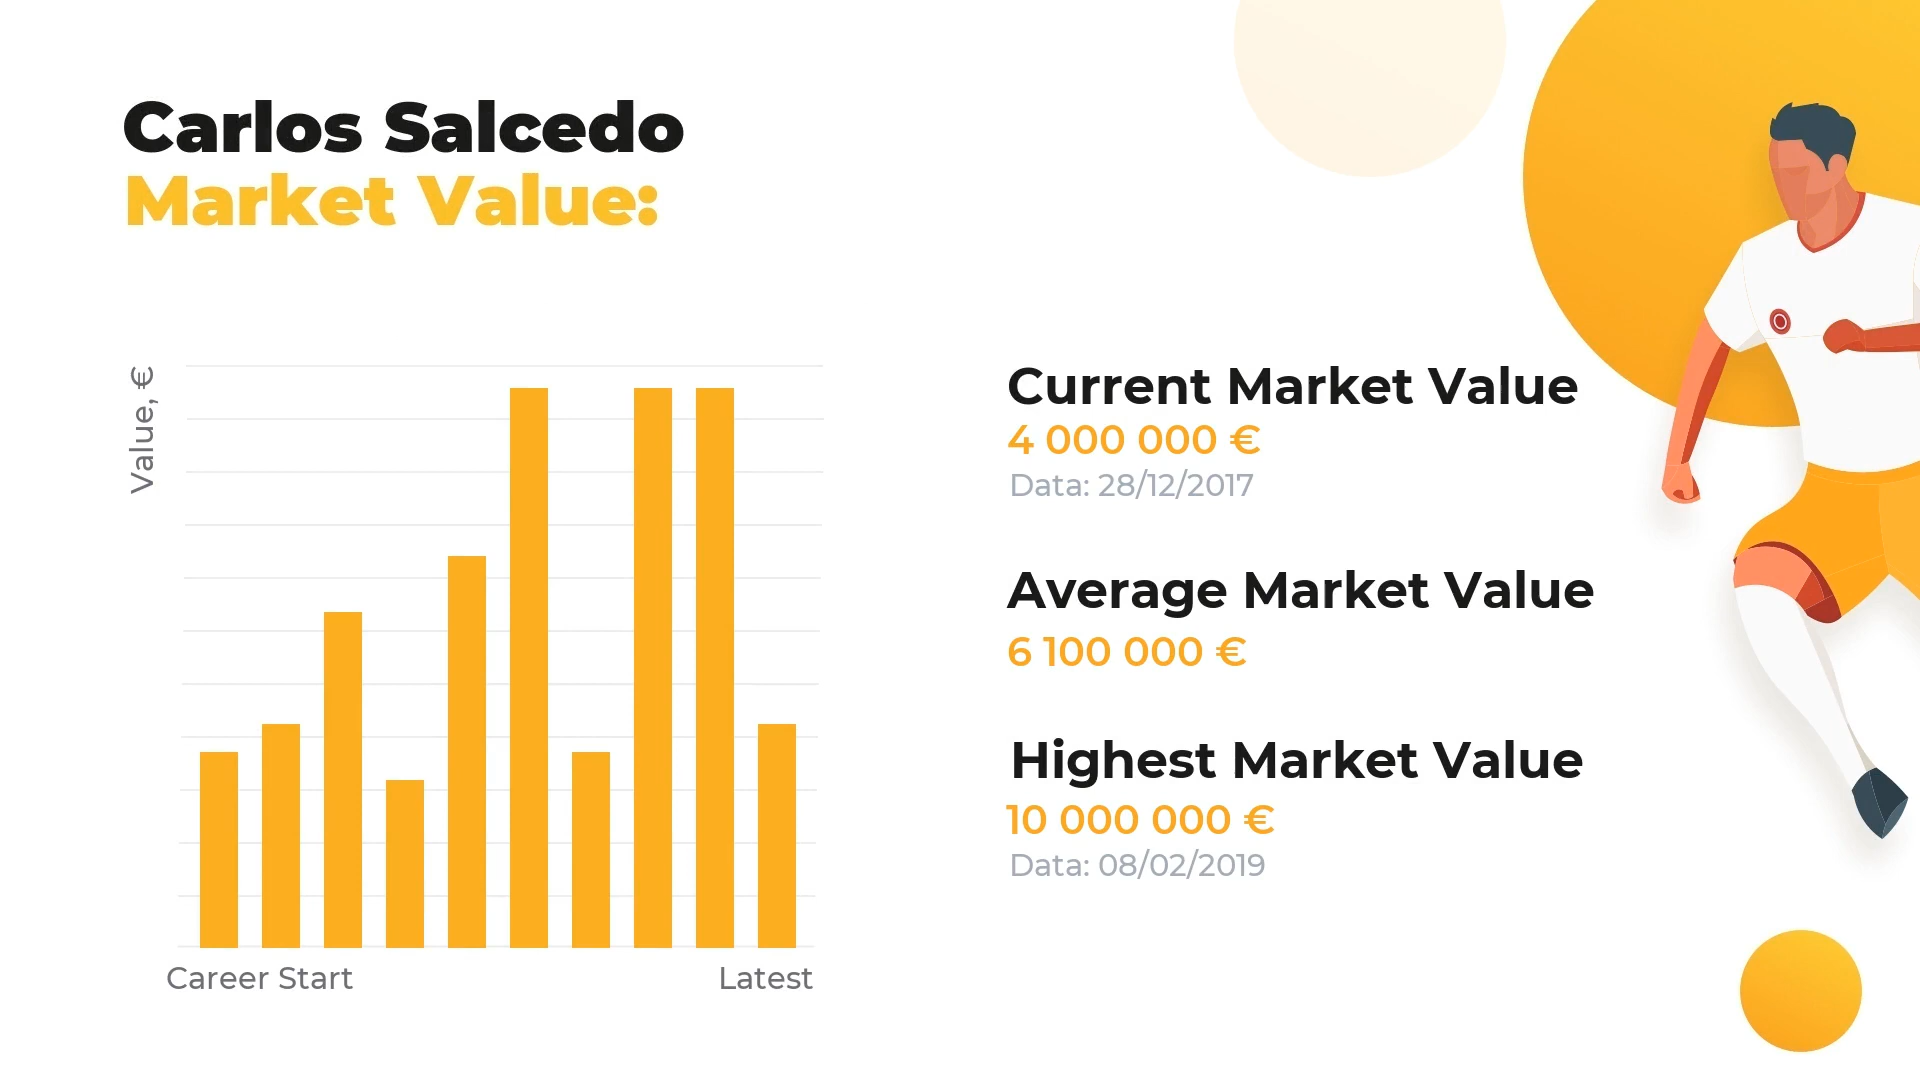 Carlos Salcedo
Market Value:
Value, €
Career Start
Latest
Current Market Value
4 000 000 €
Data: 28/12/2017
Average Market Value
6 100 000 €
Highest Market Value
10 000 000 €
Data: 08/02/2019